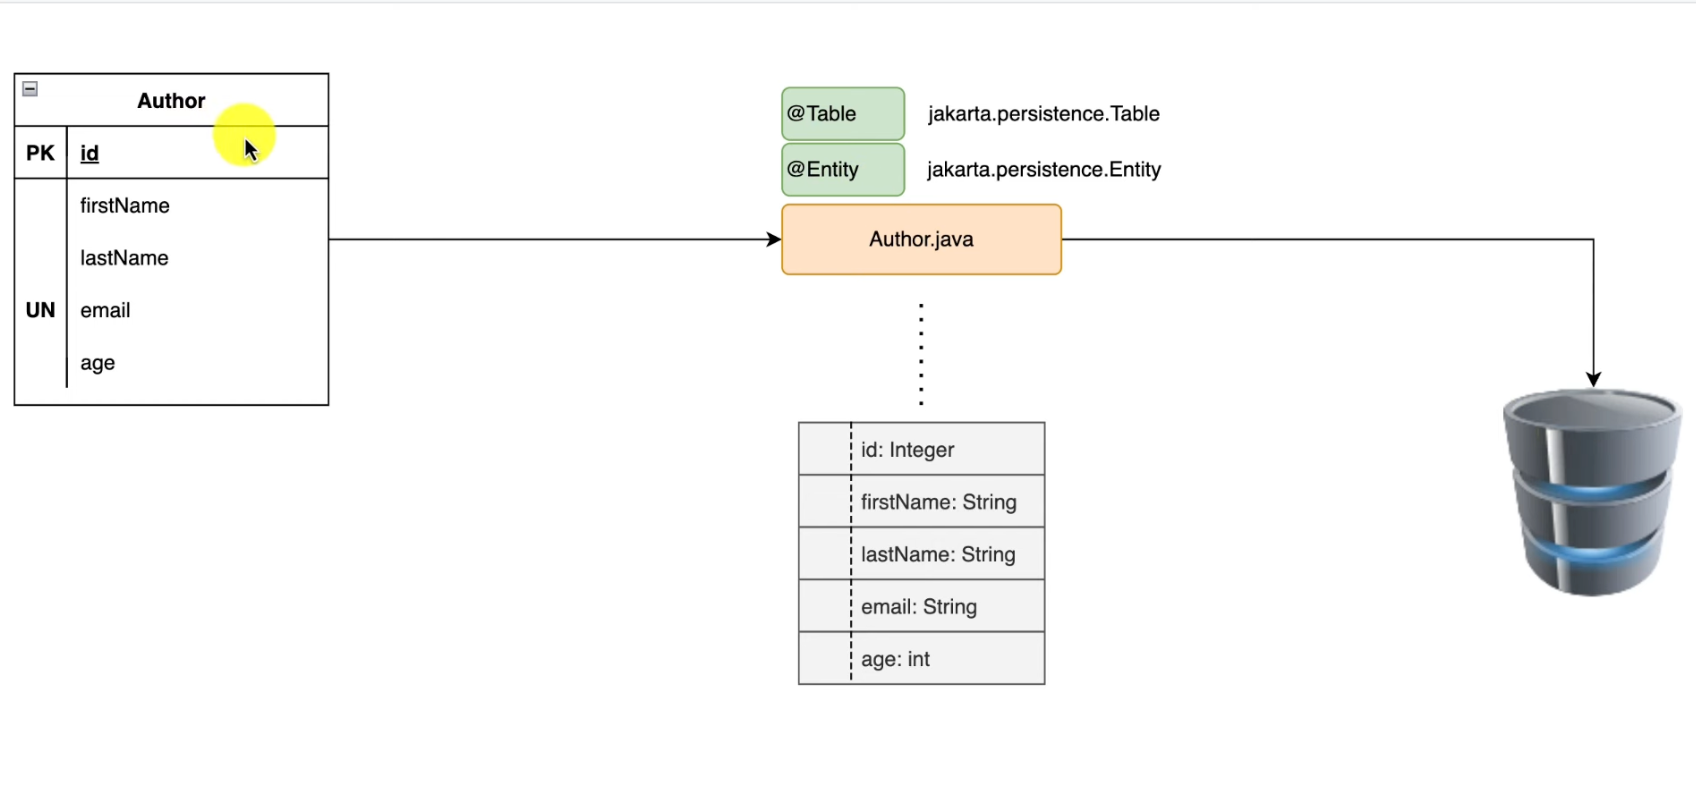 Author
PK id
firstName
lastName
UN email
age
@Table jakarta.persistence.Table
@Entity jakarta.persistence.Entity
Author.java
id: Integer
firstName: String
lastName: String
email: String
age: int